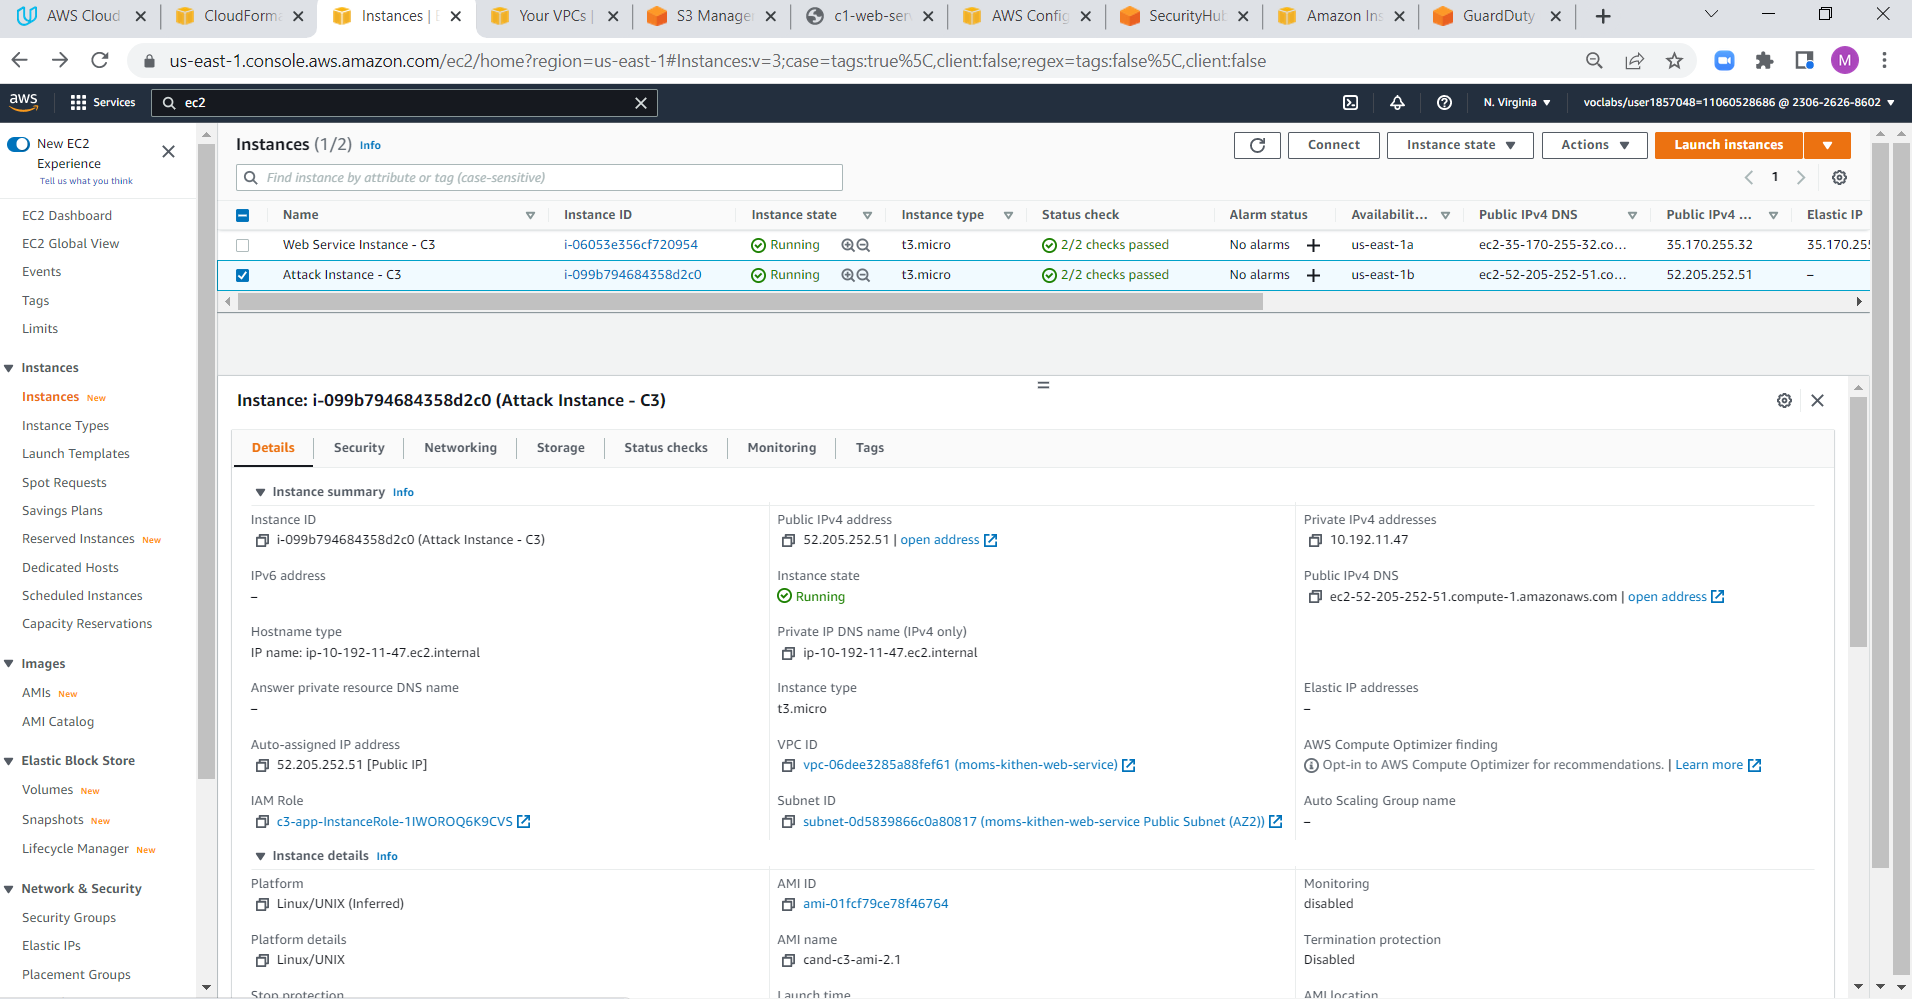 AWS Cloud
CloudForma
Instances | E
Your VPCs |
S3 Manage
c1-web-serv
AWS Config
SecurityHub
Amazon Ins
GuardDuty
us-east-1.console.aws.amazon.com/ec2/home?region=us-east-1#Instances:v=3;case=tags:true%5C,client:false;regex=tags:false%5C,client:false
M
aws
Services
ec2
N. Virginia
voclabs/user1857048=11060528686 @ 2306-2626-8602
New EC2
Experience
Tell us what you think
EC2 Dashboard
EC2 Global View
Events
Tags
Limits
Instances
Instances New
Instance Types
Launch Templates
Spot Requests
Savings Plans
Reserved Instances New
Dedicated Hosts
Scheduled Instances
Capacity Reservations
Images
AMIs New
AMI Catalog
Elastic Block Store
Volumes New
Snapshots New
Lifecycle Manager New
Network & Security
Security Groups
Elastic IPs
Placement Groups
Instances (1/2) Info
Connect
Instance state
Actions
Launch instances
Find instance by attribute or tag (case-sensitive)
1
Name Instance ID Instance state Instance type Status check Alarm status Availabilit... Public IPv4 DNS Public IPv4 ... Elastic IP
Web Service Instance - C3 i-06053e356cf720954 Running t3.micro 2/2 checks passed No alarms + us-east-1a ec2-35-170-255-32.co... 35.170.255.32 35.170.255
Attack Instance - C3 i-099b794684358d2c0 Running t3.micro 2/2 checks passed No alarms + us-east-1b ec2-52-205-252-51.co... 52.205.252.51 –
Instance: i-099b794684358d2c0 (Attack Instance - C3)
Details Security Networking Storage Status checks Monitoring Tags
Instance summary Info
Instance ID
i-099b794684358d2c0 (Attack Instance - C3)
Public IPv4 address
52.205.252.51 | open address
Private IPv4 addresses
10.192.11.47
IPv6 address
–
Instance state
Running
Public IPv4 DNS
ec2-52-205-252-51.compute-1.amazonaws.com | open address
Hostname type
IP name: ip-10-192-11-47.ec2.internal
Private IP DNS name (IPv4 only)
ip-10-192-11-47.ec2.internal
Answer private resource DNS name
–
Instance type
t3.micro
Elastic IP addresses
–
Auto-assigned IP address
52.205.252.51 [Public IP]
VPC ID
vpc-06dee3285a88fef61 (moms-kithen-web-service)
AWS Compute Optimizer finding
Opt-in to AWS Compute Optimizer for recommendations. | Learn more
IAM Role
c3-app-InstanceRole-1IWOROQ6K9CVS
Subnet ID
subnet-0d5839866c0a80817 (moms-kithen-web-service Public Subnet (AZ2))
Auto Scaling Group name
–
Instance details Info
Platform
Linux/UNIX (Inferred)
AMI ID
ami-01fcf79ce78f46764
Monitoring
disabled
Platform details
Linux/UNIX
AMI name
cand-c3-ami-2.1
Termination protection
Disabled
Stop protection
Launch time
AMI location